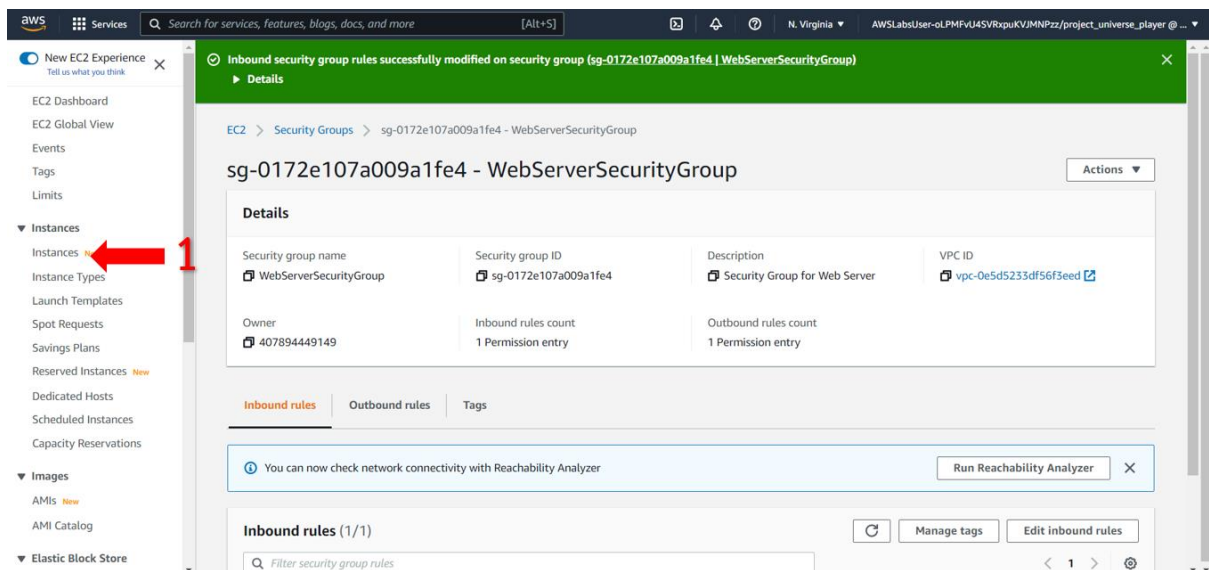 aws Services Search for services, features, blogs, docs, and more [Alt+S] N. Virginia ▼ AWSLabsUser-oLPMFvU4SVRxpuKVJMNPzz/project_universe_player @ ... ▼
New EC2 Experience
Tell us what you think
EC2 Dashboard
EC2 Global View
Events
Tags
Limits
▼ Instances
Instances
1
Instance Types
Launch Templates
Spot Requests
Savings Plans
Reserved Instances New
Dedicated Hosts
Scheduled Instances
Capacity Reservations
▼ Images
AMIs New
AMI Catalog
▼ Elastic Block Store
Inbound security group rules successfully modified on security group (sg-0172e107a009a1fe4 | WebServerSecurityGroup)
▶ Details
EC2 > Security Groups > sg-0172e107a009a1fe4 - WebServerSecurityGroup
sg-0172e107a009a1fe4 - WebServerSecurityGroup
Actions ▼
Details
Security group name
WebServerSecurityGroup
Security group ID
sg-0172e107a009a1fe4
Description
Security Group for Web Server
VPC ID
vpc-0e5d5233df56f3eed
Owner
407894449149
Inbound rules count
1 Permission entry
Outbound rules count
1 Permission entry
Inbound rules Outbound rules Tags
You can now check network connectivity with Reachability Analyzer
Run Reachability Analyzer
Inbound rules (1/1)
Manage tags
Edit inbound rules
Filter security group rules
< 1 >